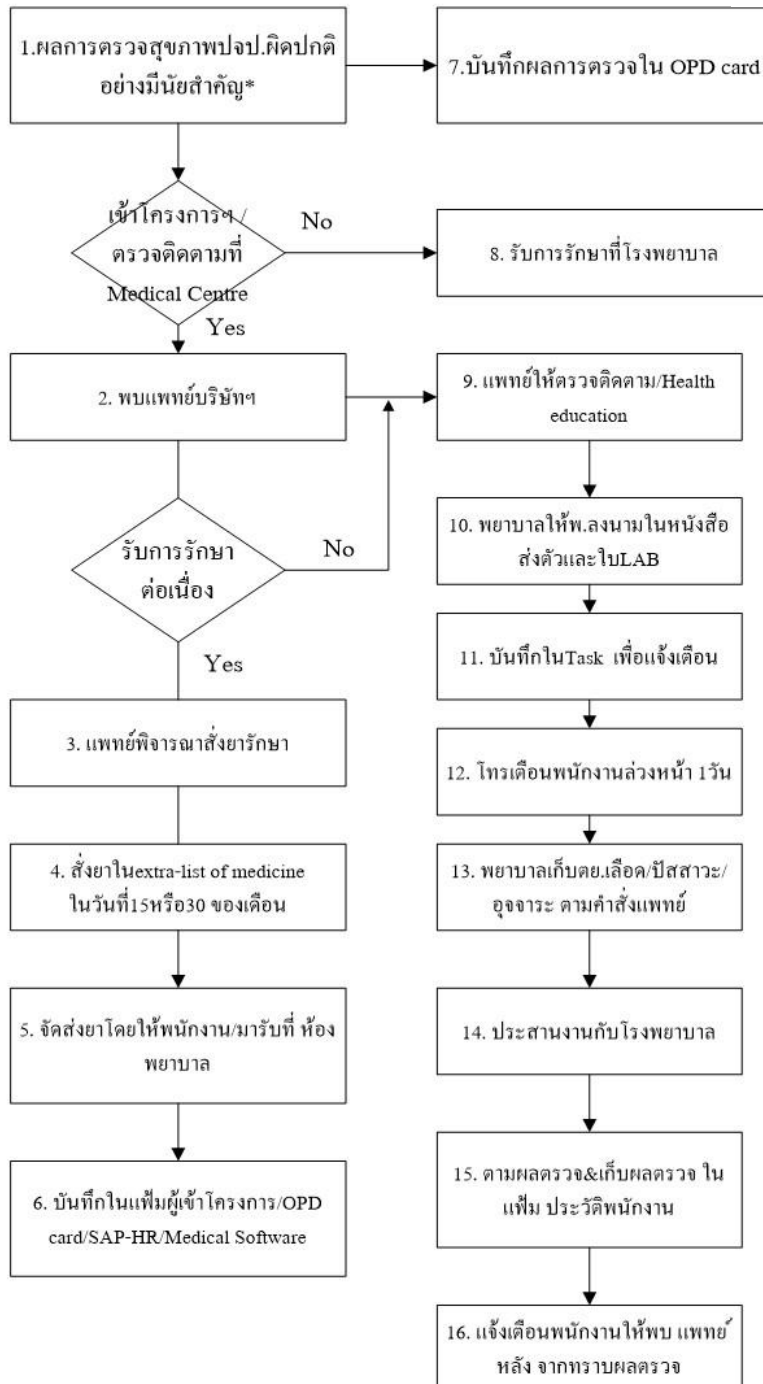 1.ผลการตรวจสุขภาพปจป.ผิดปกติ
อย่างมีนัยสำคัญ*
7.บันทึกผลการตรวจใน OPD card
เข้าโครงการฯ /
ตรวจติดตามที่
Medical Centre
No
8. รับการรักษาที่โรงพยาบาล
Yes
2. พบแพทย์บริษัทฯ
9. แพทย์ให้ตรวจติดตาม/Health
education
รับการรักษา
ต่อเนื่อง
No
10. พยาบาลให้พ.ลงนามในหนังสือ
ส่งตัวและใบLAB
Yes
11. บันทึกในTask เพื่อแจ้งเตือน
3. แพทย์พิจารณาสั่งยารักษา
12. โทรเตือนพนักงานล่วงหน้า 1วัน
4. สั่งยาในextra-list of medicine
ในวันที่15หรือ30 ของเดือน
13. พยาบาลเก็บตย.เลือด/ปัสสาวะ/
อุจจาระ ตามคำสั่งแพทย์
5. จัดส่งยาโดยให้พนักงาน/มารับที่ ห้อง
พยาบาล
14. ประสานงานกับโรงพยาบาล
6. บันทึกในแฟ้มผู้เข้าโครงการ/OPD
card/SAP-HR/Medical Software
15. ตามผลตรวจ&เก็บผลตรวจ ใน
แฟ้ม ประวัติพนักงาน
16. แจ้งเตือนพนักงานให้พบ แพทย์
หลัง จากทราบผลตรวจ